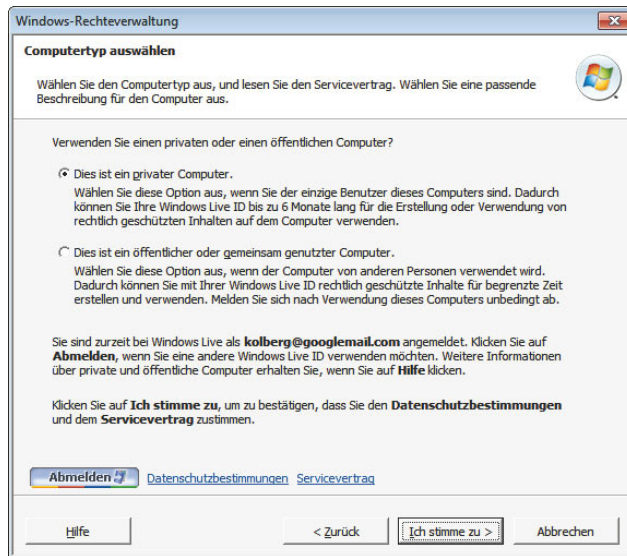 Windows-Rechteverwaltung
Computertyp auswählen
Wählen Sie den Computertyp aus, und lesen Sie den Servicevertrag. Wählen Sie eine passende
Beschreibung für den Computer aus.
Verwenden Sie einen privaten oder einen öffentlichen Computer?
Dies ist ein privater Computer.
Wählen Sie diese Option aus, wenn Sie der einzige Benutzer dieses Computers sind. Dadurch
können Sie Ihre Windows Live ID bis zu 6 Monate lang für die Erstellung oder Verwendung von
rechtlich geschützten Inhalten auf dem Computer verwenden.
Dies ist ein öffentlicher oder gemeinsam genutzter Computer.
Wählen Sie diese Option aus, wenn der Computer von anderen Personen verwendet wird.
Dadurch können Sie mit Ihrer Windows Live ID rechtlich geschützte Inhalte für begrenzte Zeit
erstellen und verwenden. Melden Sie sich nach Verwendung dieses Computers unbedingt ab.
Sie sind zurzeit bei Windows Live als kolberg@googlemail.com angemeldet. Klicken Sie auf
Abmelden, wenn Sie eine andere Windows Live ID verwenden möchten. Weitere Informationen
über private und öffentliche Computer erhalten Sie, wenn Sie auf Hilfe klicken.
Klicken Sie auf Ich stimme zu, um zu bestätigen, dass Sie den Datenschutzbestimmungen
und dem Servicevertrag zustimmen.
Abmelden Datenschutzbestimmungen Servicevertrag
Hilfe < Zurück Ich stimme zu > Abbrechen